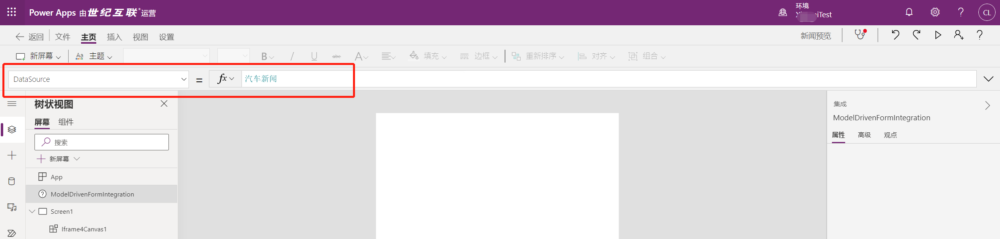 Power Apps 由世纪互联®运营
环境
iTest
CL
返回 文件 主页 插入 视图 设置
新闻预览
新屏幕 Aa 主题 B / U abc A 填充 边框 重新排序 对齐 组合
DataSource = fx 汽车新闻
树状视图
屏幕 组件
搜索
新屏幕
App
ModelDrivenFormIntegration
Screen1
Iframe4Canvas1
集成
ModelDrivenFormIntegration
属性 高级 观点